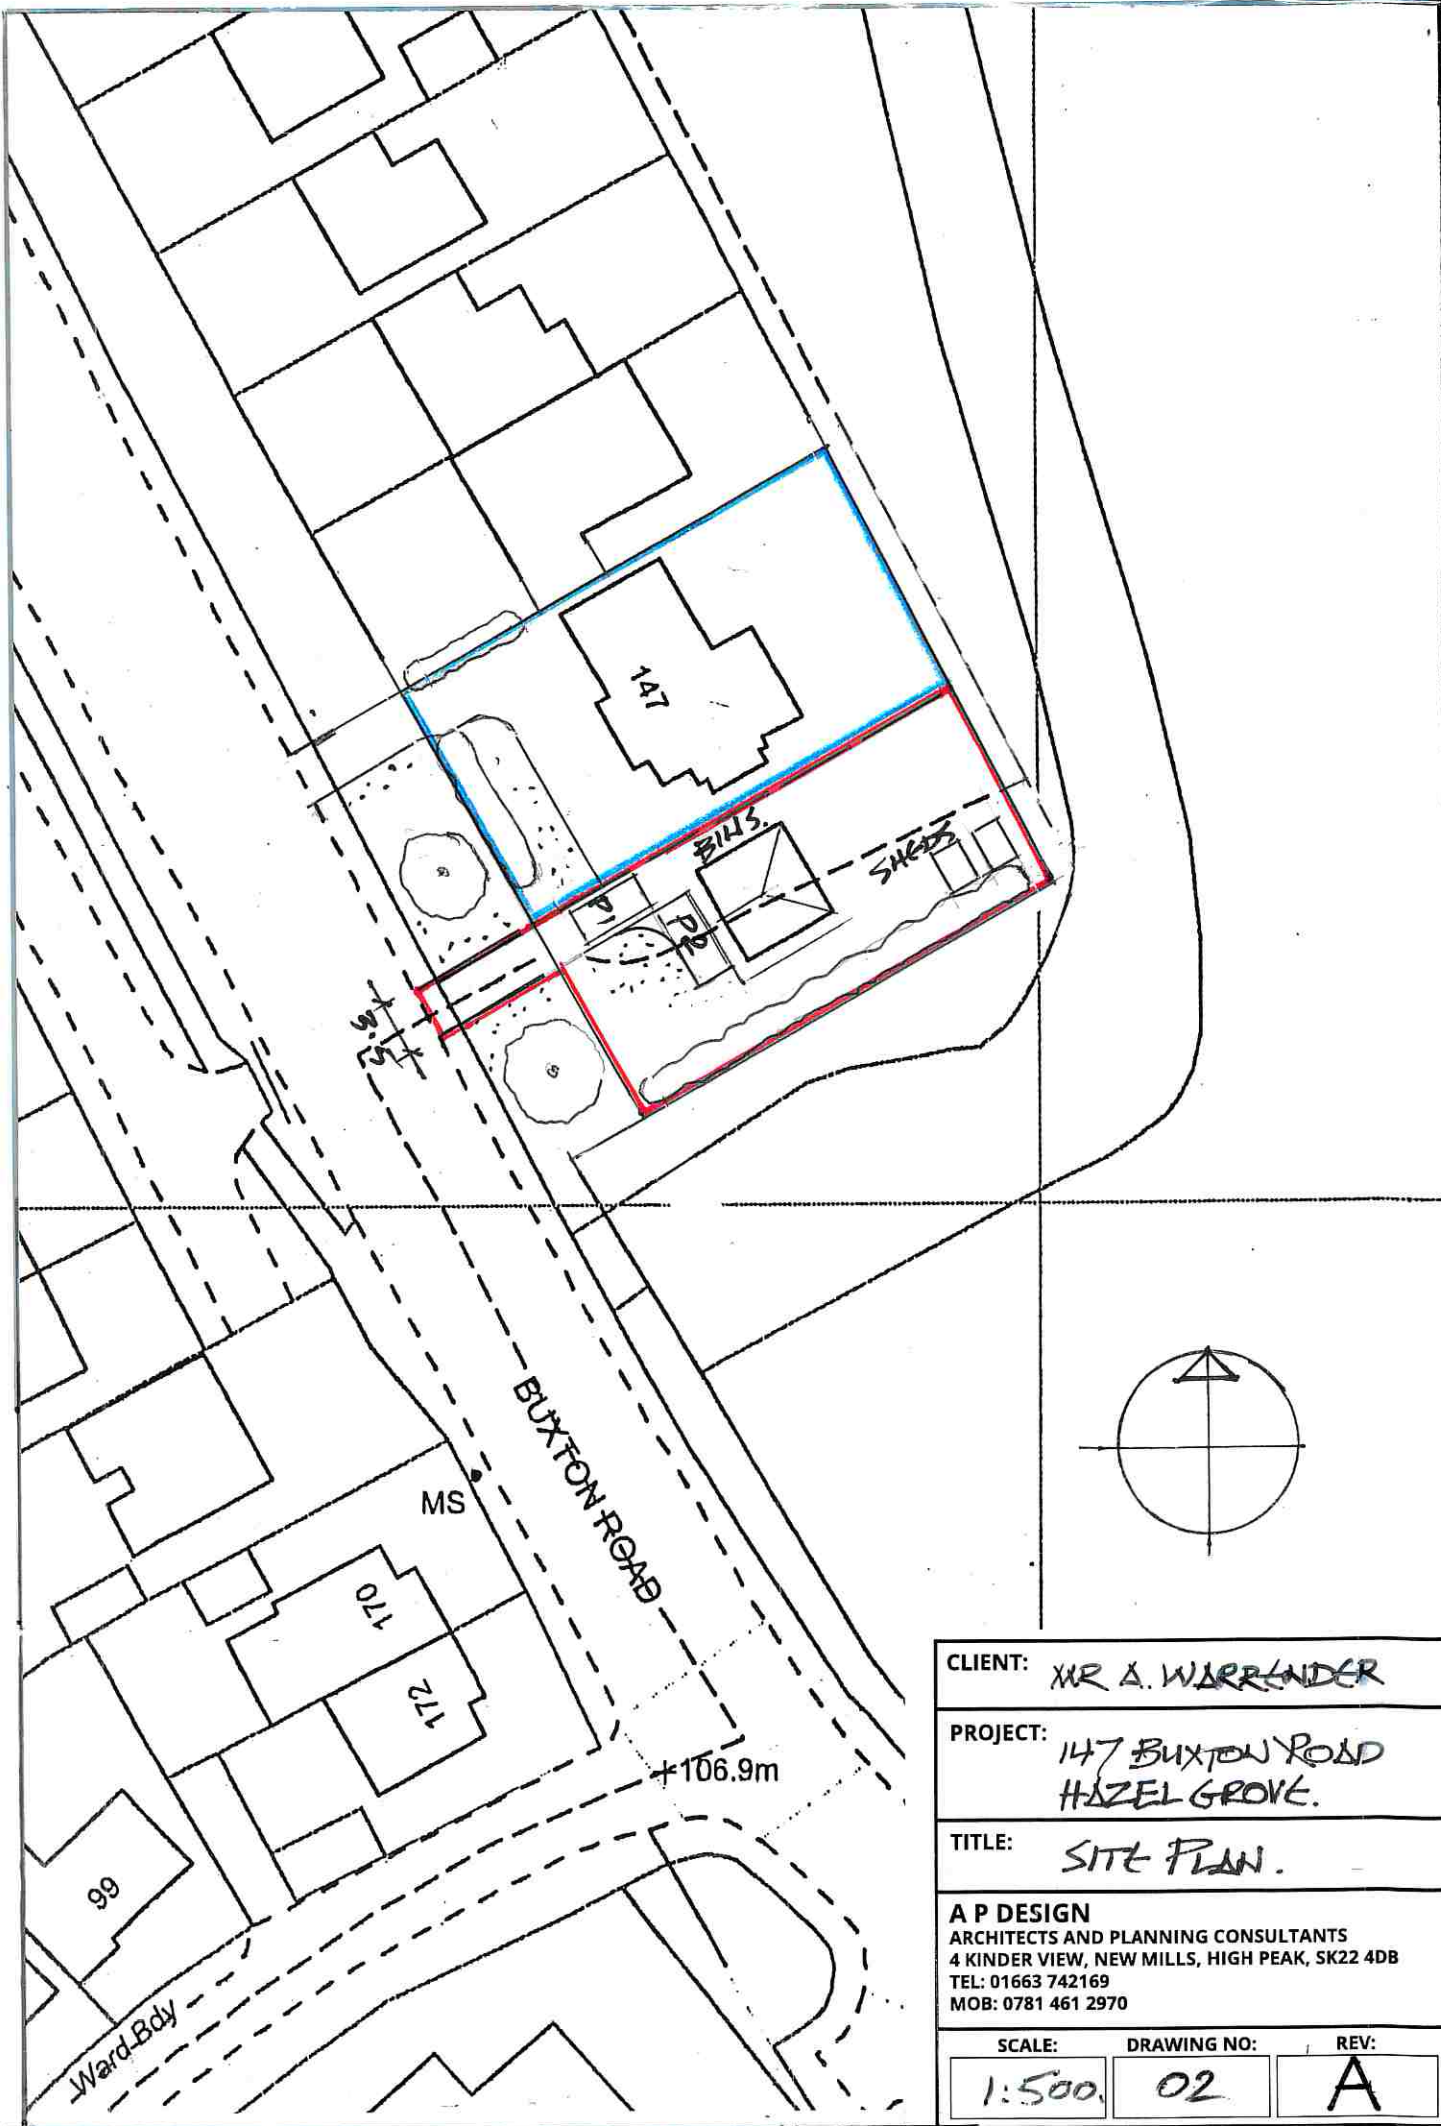 147
BINS.
SHEDS
P1
P2
3.5
MS
BUXTON ROAD
170
172
+106.9m
99
Ward Bdy
CLIENT: MR A. WARRENDER
PROJECT: 147 BUXTON ROAD
HAZEL GROVE.
TITLE: SITE PLAN.
A P DESIGN
ARCHITECTS AND PLANNING CONSULTANTS
4 KINDER VIEW, NEW MILLS, HIGH PEAK, SK22 4DB
TEL: 01663 742169
MOB: 0781 461 2970
SCALE: DRAWING NO: REV:
1:500. 02 A